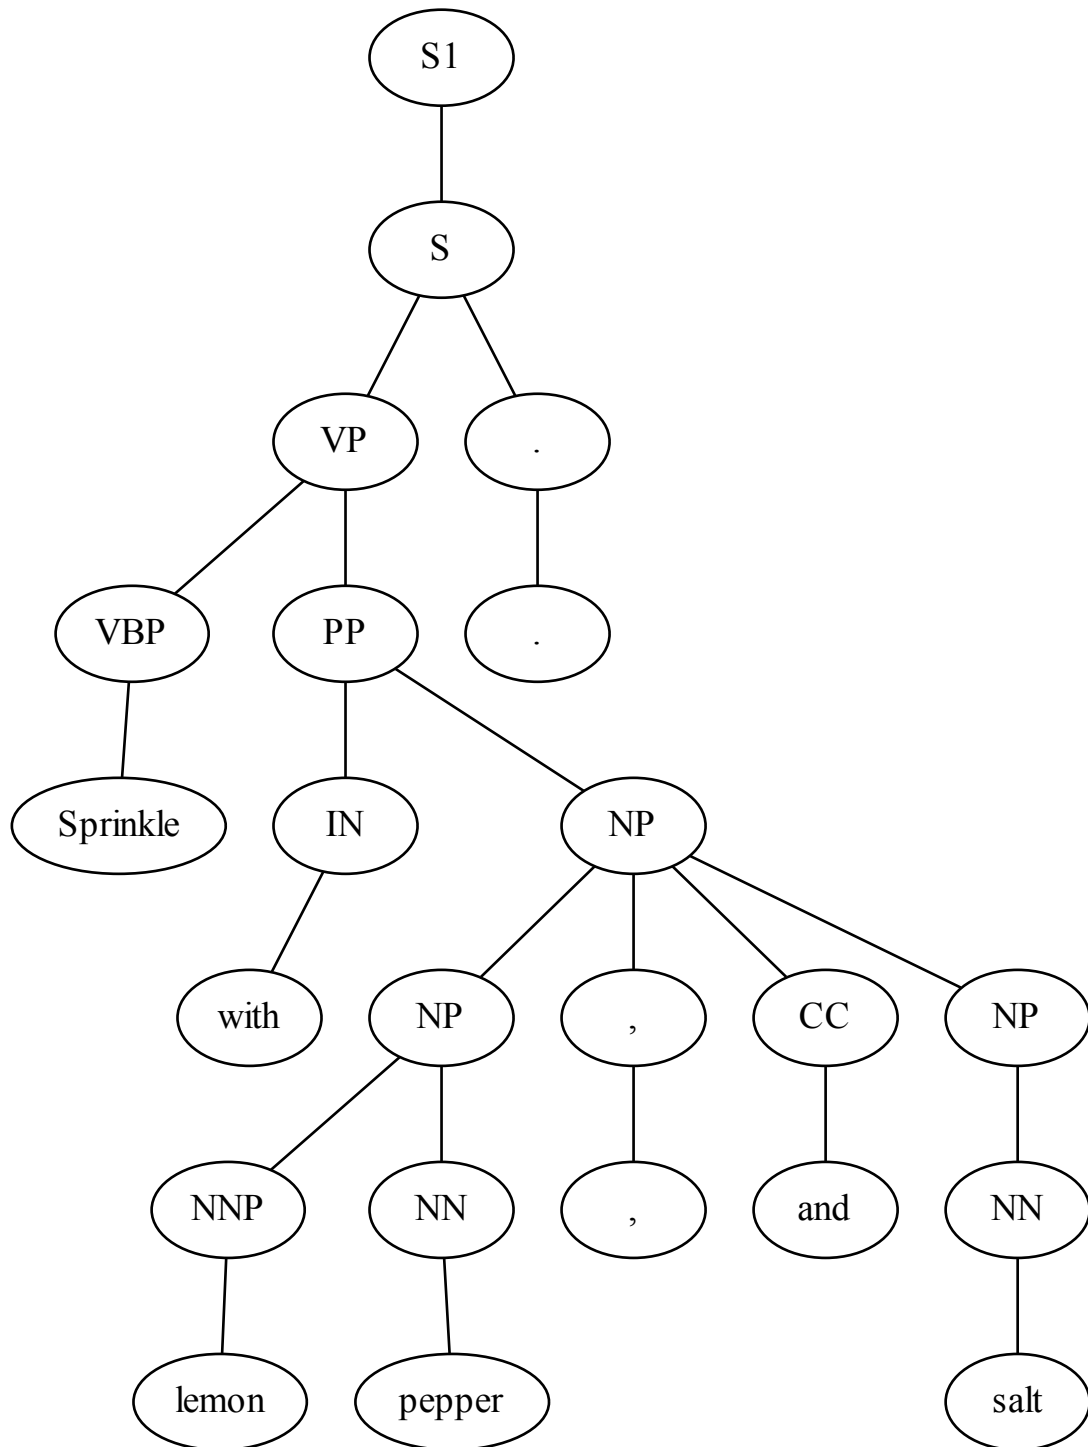 S1
S
VP .
VBP PP .
Sprinkle IN NP
with NP , CC NP
NNP NN , and NN
lemon pepper salt